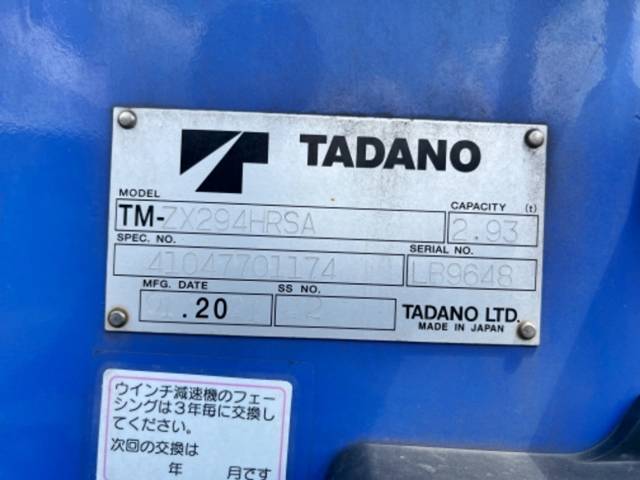 TADANO
MODEL
CAPACITY (t)
TM-ZX294HRSA
2.93
SPEC. NO.
SERIAL NO.
41047701174
LB9648
MFG. DATE
SS NO.
.20
2
TADANO LTD.
MADE IN JAPAN
ウインチ減速機のフェー
シングは3年毎に交換し
てください。
次回の交換は
年 月です